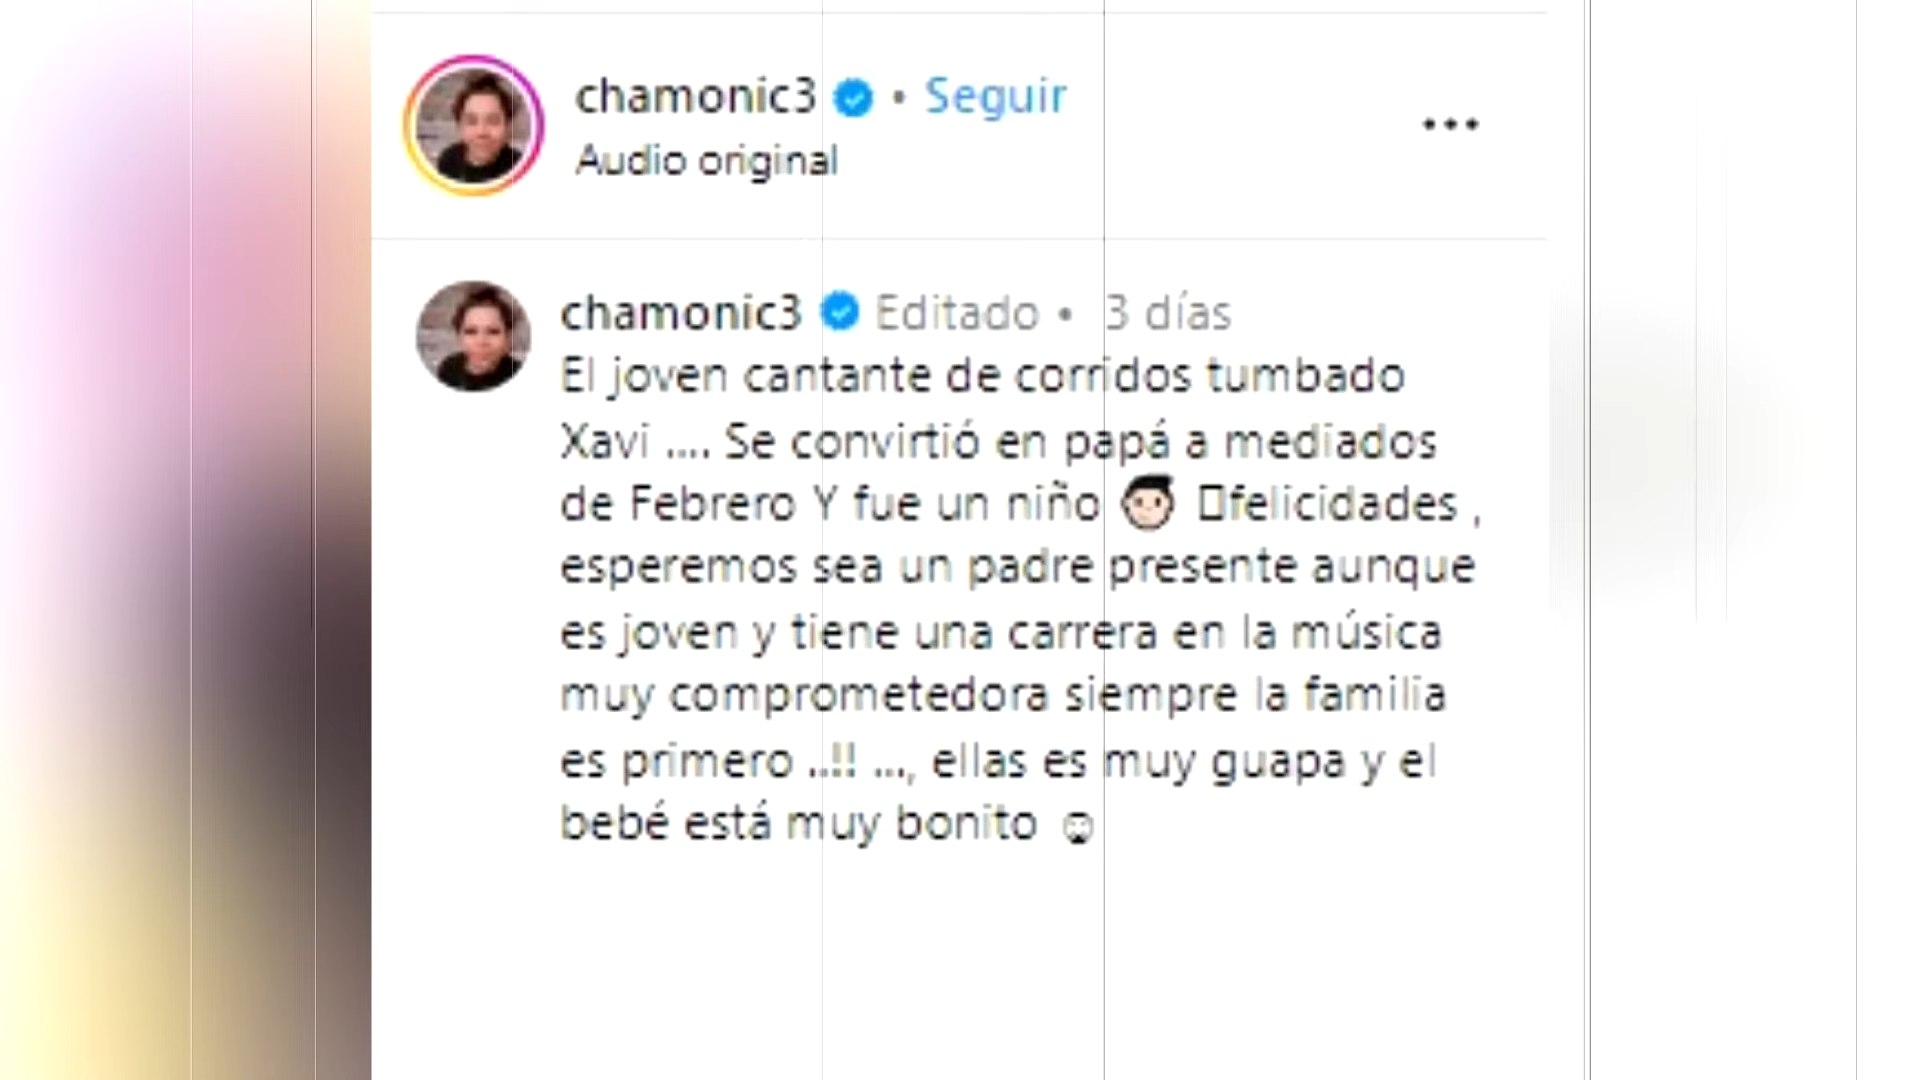 chamonic3 • Seguir
Audio original
chamonic3 Editado • 3 días
El joven cantante de corridos tumbado
Xavi .... Se convirtió en papá a mediados
de Febrero Y fue un niño 👦🏻 felicidades ,
esperemos sea un padre presente aunque
es joven y tiene una carrera en la música
muy comprometedora siempre la familia
es primero ..!! ..., ellas es muy guapa y el
bebé está muy bonito ☺